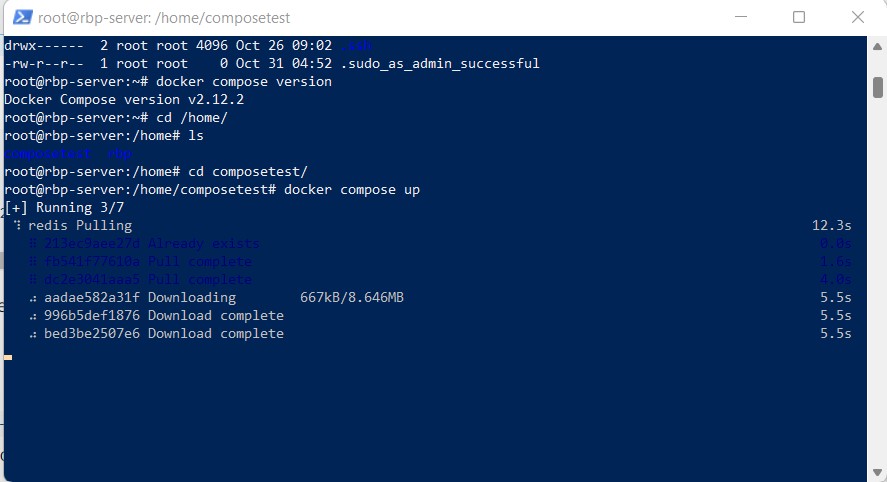 root@rbp-server: /home/composetest
drwx------  2 root root 4096 Oct 26 09:02 .ssh
-rw-r--r--  1 root root    0 Oct 31 04:52 .sudo_as_admin_successful
root@rbp-server:~# docker compose version
Docker Compose version v2.12.2
root@rbp-server:~# cd /home/
root@rbp-server:/home# ls
composetest  rbp
root@rbp-server:/home# cd composetest/
root@rbp-server:/home/composetest# docker compose up
[+] Running 3/7
⠹ redis Pulling 12.3s
⠿ 213ec9aee27d Already exists 0.0s
⠿ fb541f77610a Pull complete 1.6s
⠿ dc2e3041aaa5 Pull complete 4.0s
⠴ aadae582a31f Downloading 667kB/8.646MB 5.5s
⠴ 996b5def1876 Download complete 5.5s
⠴ bed3be2507e6 Download complete 5.5s